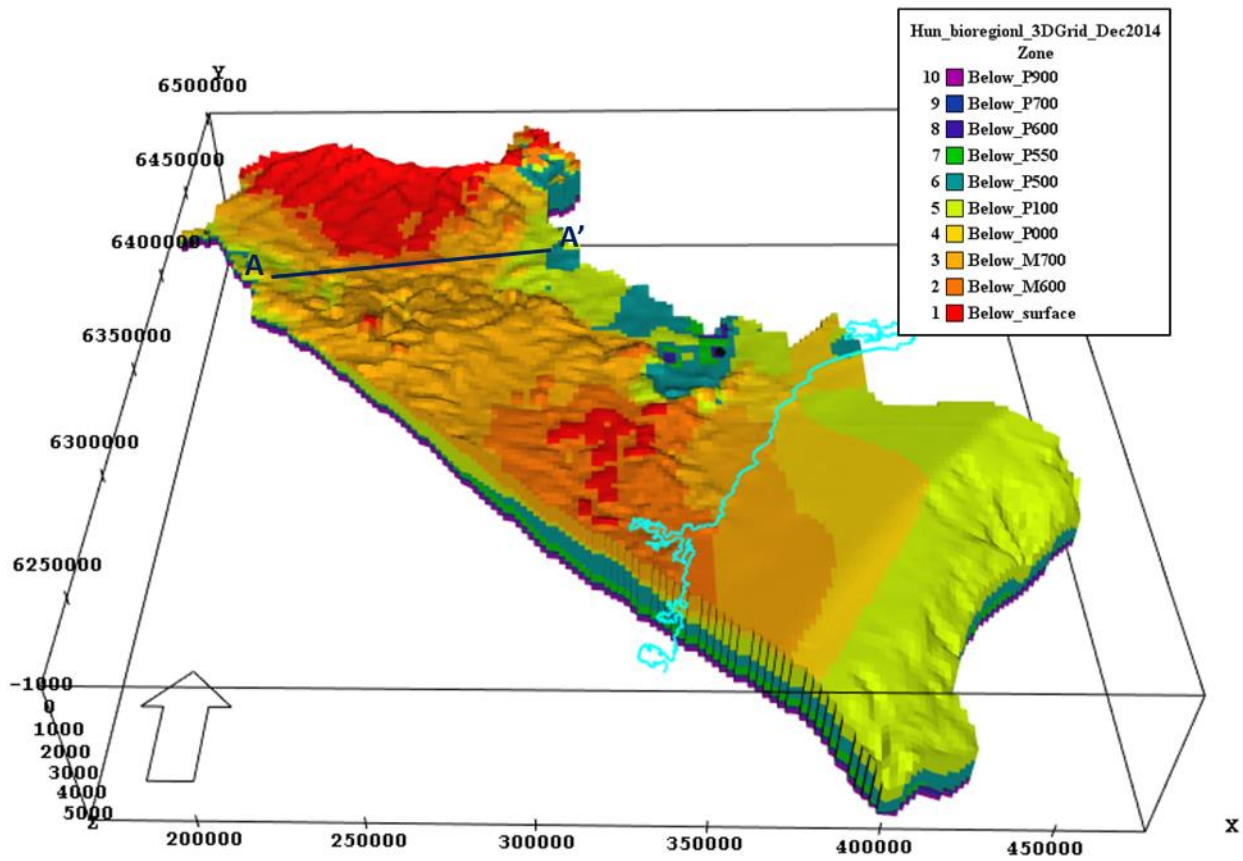 Hun_bioregionl_3DGrid_Dec2014
Zone
10 Below_P900
9 Below_P700
8 Below_P600
7 Below_P550
6 Below_P500
5 Below_P100
4 Below_P000
3 Below_M700
2 Below_M600
1 Below_surface
Y
6500000
6450000
6400000
6350000
6300000
6250000
A
A'
-1000
0
1000
2000
3000
4000
5000
Z
200000
250000
300000
350000
400000
450000
X